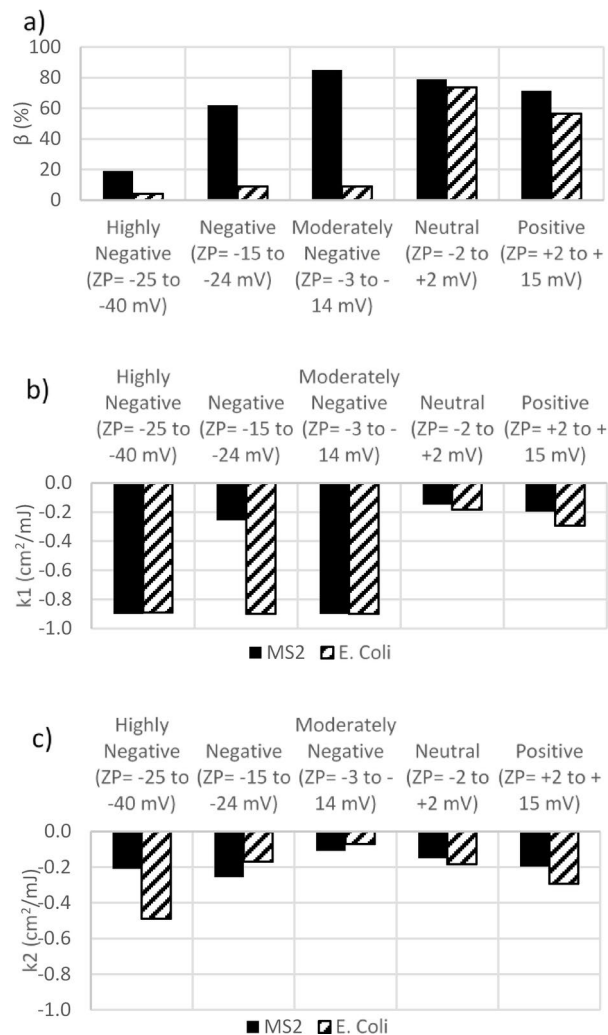 a)
100
80
60
40
20
0
β (%)
Highly Negative (ZP= -25 to -40 mV)
Negative (ZP= -15 to -24 mV)
Moderately Negative (ZP= -3 to - 14 mV)
Neutral (ZP= -2 to +2 mV)
Positive (ZP= +2 to + 15 mV)
b)
Highly Negative (ZP= -25 to -40 mV)
Negative (ZP= -15 to -24 mV)
Moderately Negative (ZP= -3 to - 14 mV)
Neutral (ZP= -2 to +2 mV)
Positive (ZP= +2 to + 15 mV)
0.0
-0.2
-0.4
-0.6
-0.8
-1.0
k1 (cm²/mJ)
MS2 E. Coli
c)
Highly Negative (ZP= -25 to -40 mV)
Negative (ZP= -15 to -24 mV)
Moderately Negative (ZP= -3 to - 14 mV)
Neutral (ZP= -2 to +2 mV)
Positive (ZP= +2 to + 15 mV)
0.0
-0.2
-0.4
-0.6
-0.8
-1.0
k2 (cm²/mJ)
MS2 E. Coli